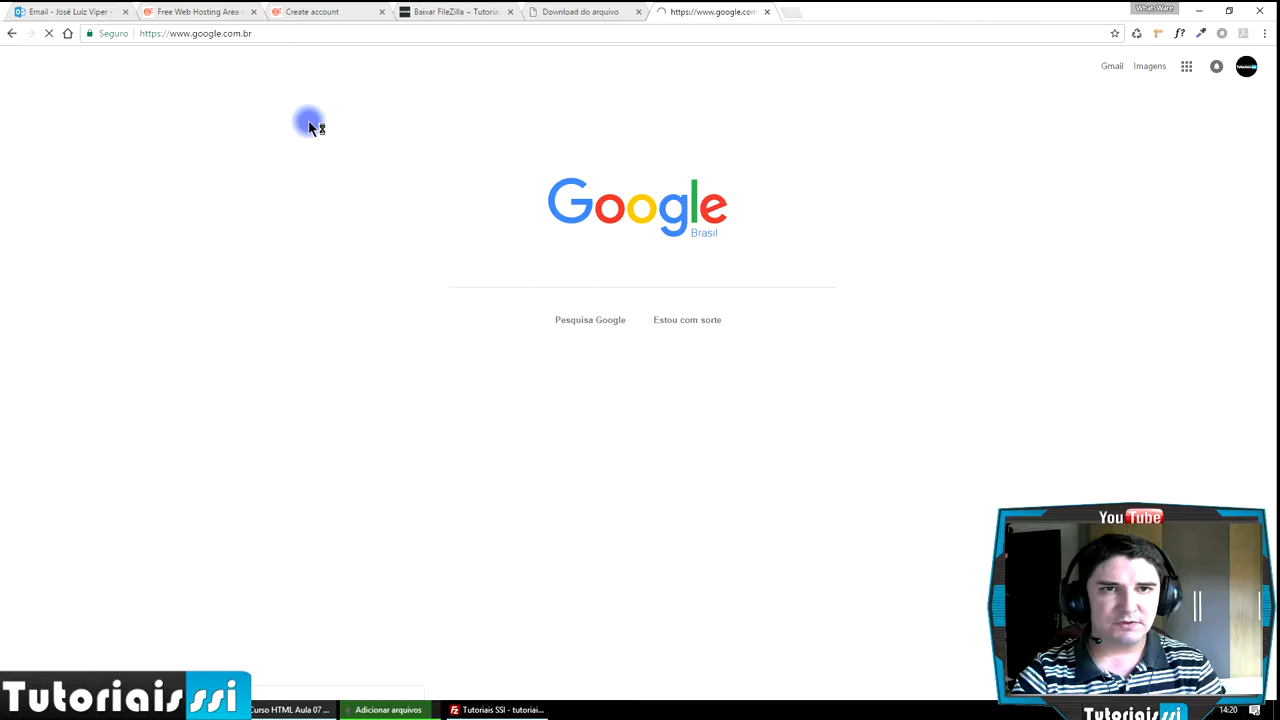 Email - José Luiz Viper -
Free Web Hosting Area
Create account
Baixar FileZilla – Tutoria
Download do arquivo
https://www.google.com
WhatsWare
Seguro
https://www.google.com.br
f?
Gmail
Imagens
Google
Brasil
Pesquisa Google
Estou com sorte
You Tube
Tutoriaisssi
Curso HTML Aula 07 ...
Adicionar arquivos
Tutoriais SSI - tutoriai...
Tutoriaisssi
14:20